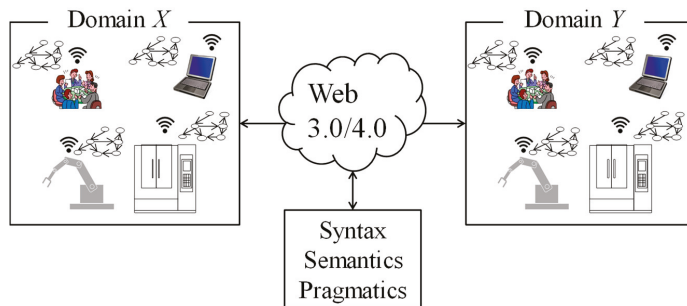 Domain X
Domain Y
Web
3.0/4.0
Syntax
Semantics
Pragmatics